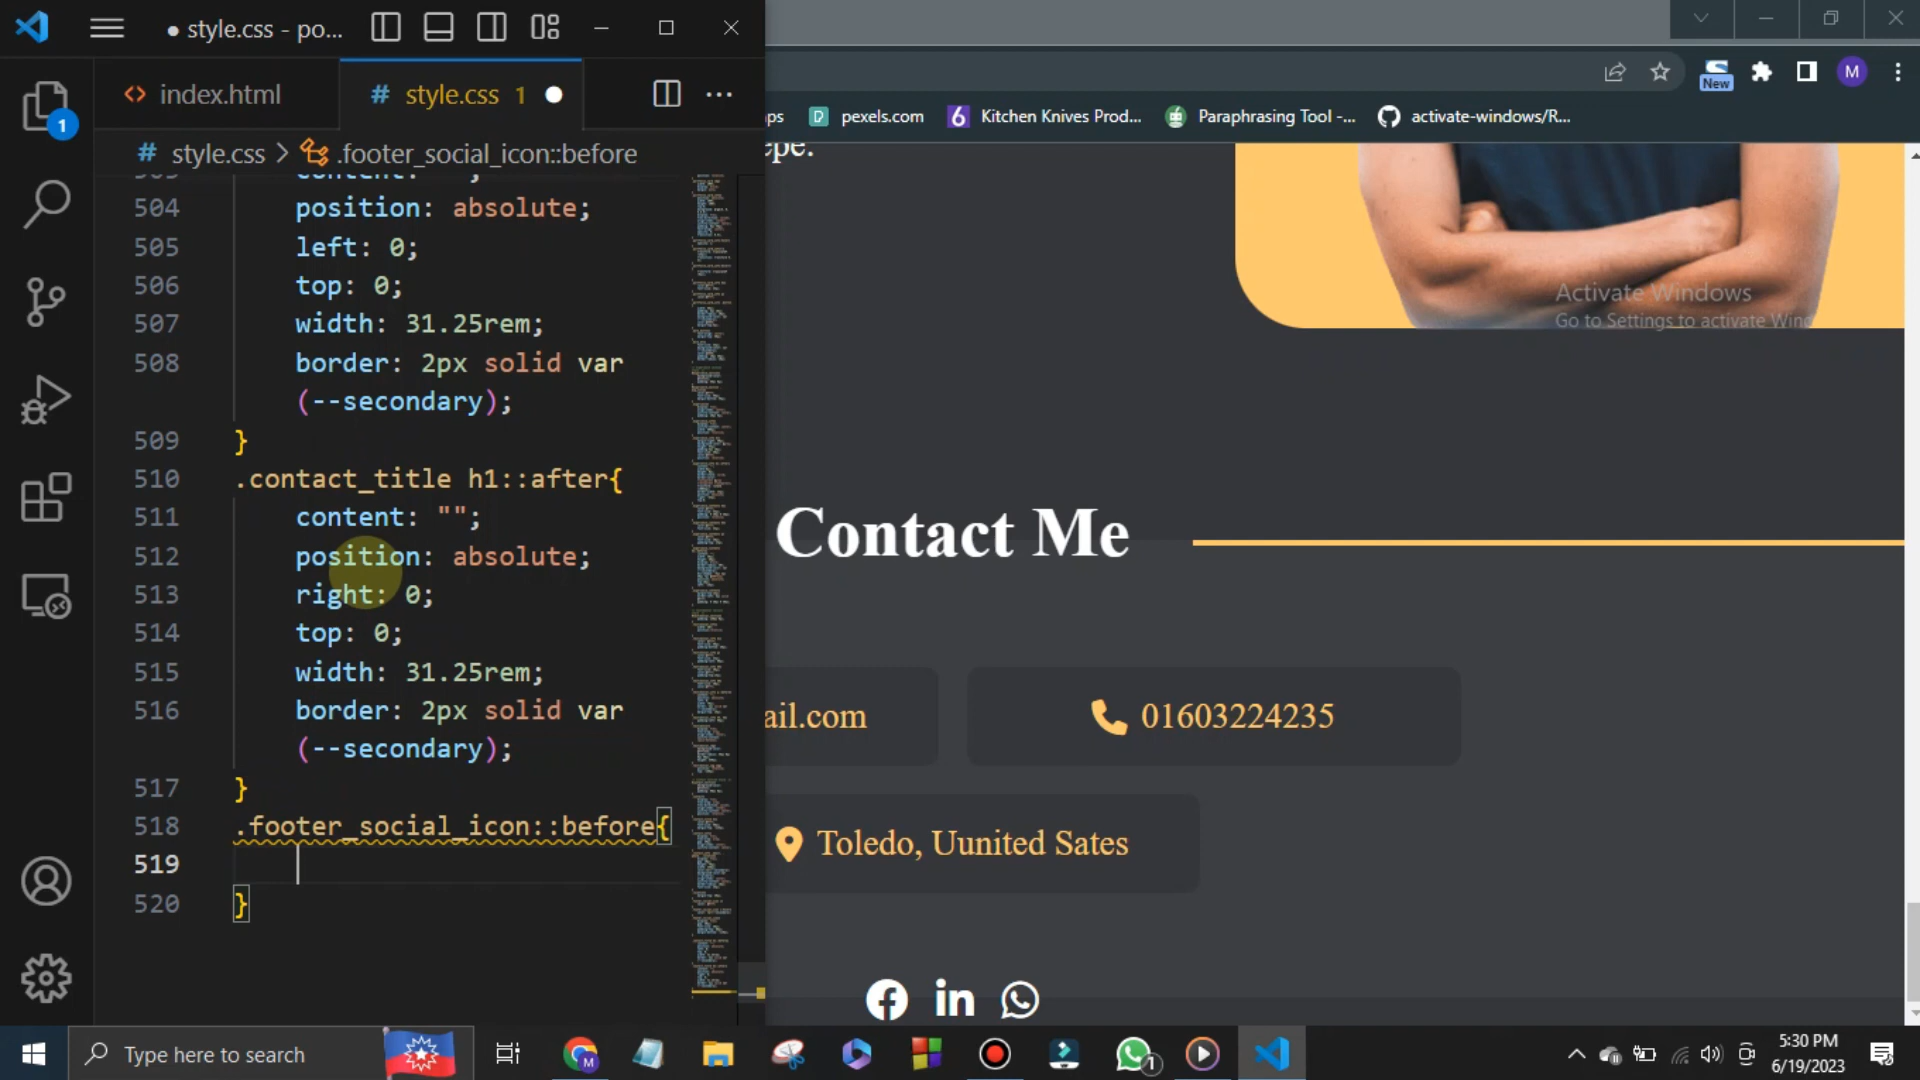 style.css - po...
index.html
# style.css 1
1
# style.css > .footer_social_icon::before
504 position: absolute;
505 left: 0;
506 top: 0;
507 width: 31.25rem;
508 border: 2px solid var
(--secondary);
509 }
510 .contact_title h1::after{
511 content: "";
512 position: absolute;
513 right: 0;
514 top: 0;
515 width: 31.25rem;
516 border: 2px solid var
(--secondary);
517 }
518 .footer_social_icon::before{
519
520 }
New
M
ps
pexels.com
Kitchen Knives Prod...
Paraphrasing Tool -...
activate-windows/R...
epe.
Activate Windows
Go to Settings to activate Wind
Contact Me
ail.com
01603224235
Toledo, Uunited Sates
in
Type here to search
M
1
5:30 PM
6/19/2023